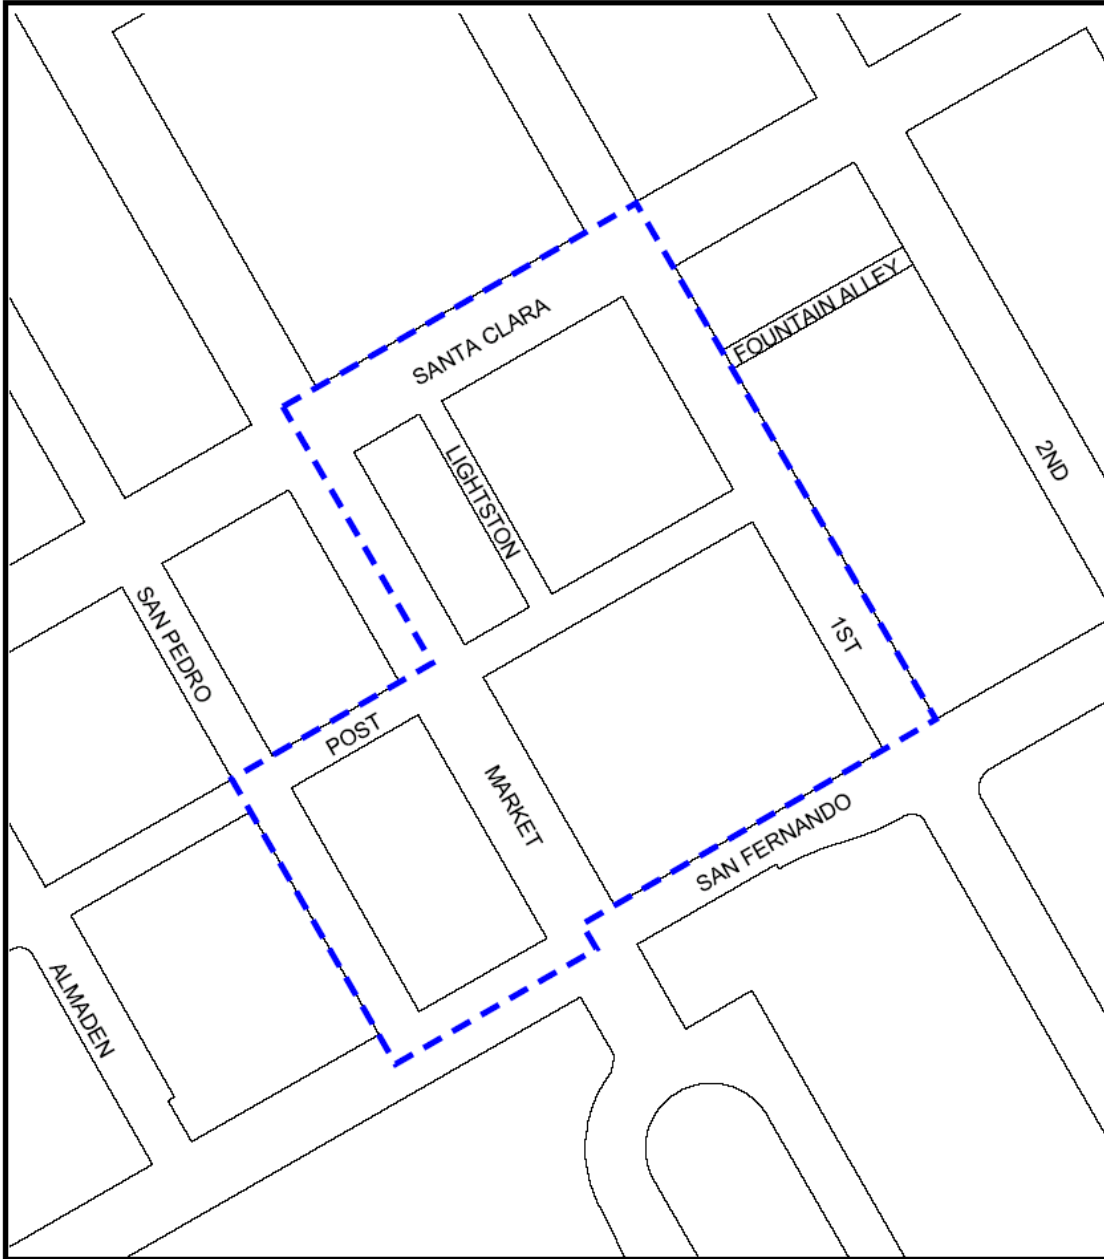 SANTA CLARA
FOUNTAIN ALLEY
LIGHTSTON
2ND
SAN PEDRO
1ST
POST
MARKET
SAN FERNANDO
ALMADEN